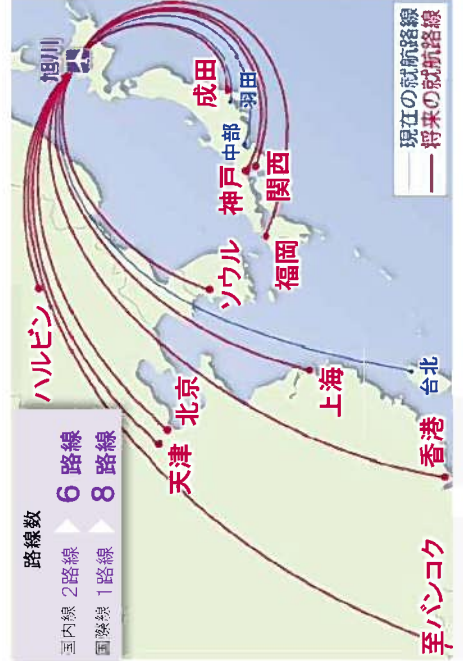 路線数
国内線 2路線 6 路線
国際線 1路線 8 路線
旭川
成田
羽田
中部
神戸
関西
福岡
ソウル
ハルビン
北京
天津
上海
台北
香港
至バンコク
現在の就航路線
将来の就航路線